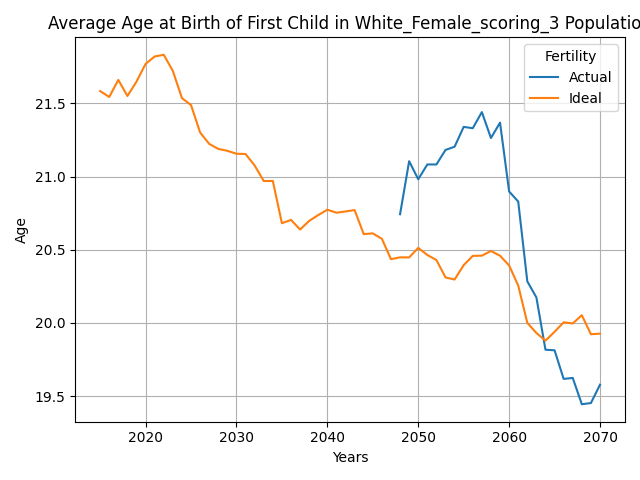 Average Age at Birth of First Child in White_Female_scoring_3 Populatio
Fertility
Actual
Ideal
21.5
21.0
20.5
20.0
19.5
Age
2020 2030 2040 2050 2060 2070
Years